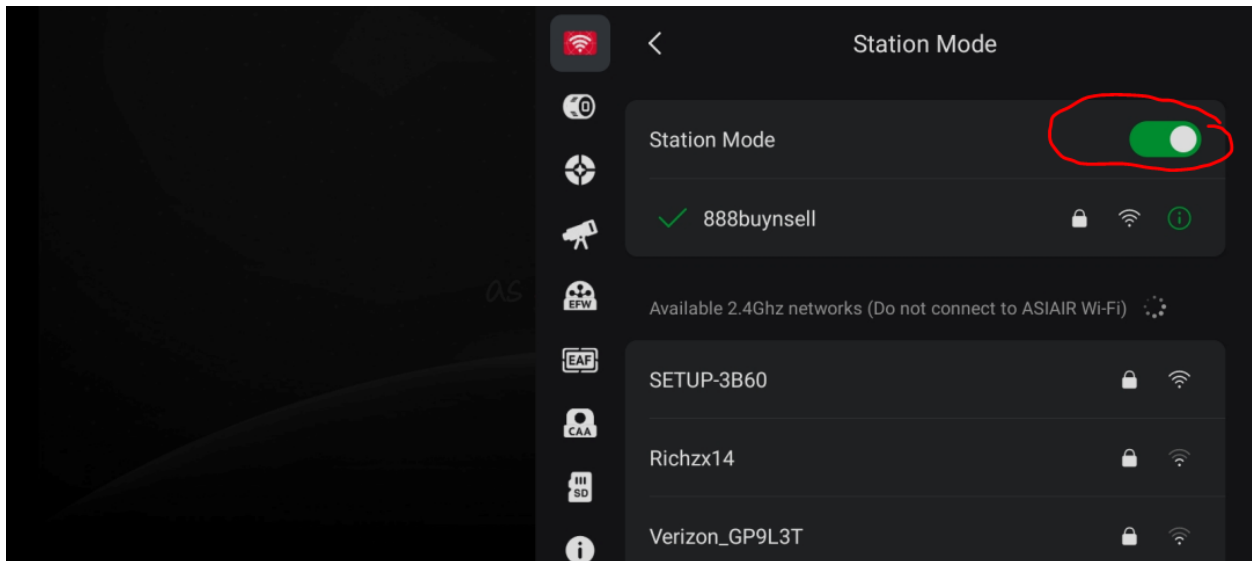 Station Mode
Station Mode
888buynsell
as
EFW
Available 2.4Ghz networks (Do not connect to ASIAIR Wi-Fi)
EAF
SETUP-3B60
CAA
Richzx14
SD
Verizon_GP9L3T